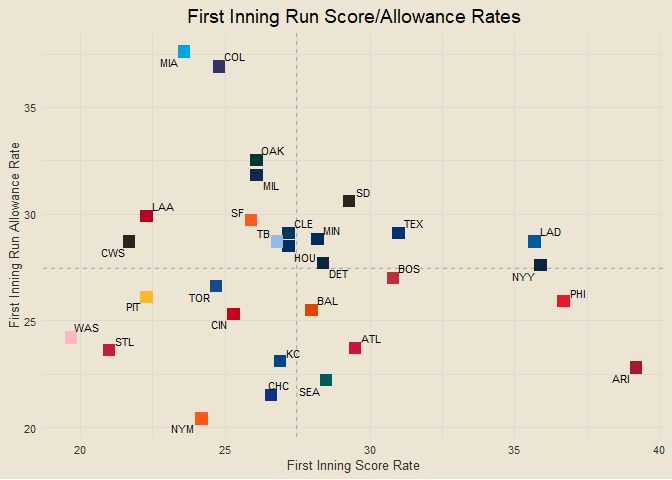 First Inning Run Score/Allowance Rates
MIA
COL
35
OAK
MIL
LAA
SD
30
SF
CLE
TEX
TB
MIN
LAD
CWS
HOU
DET
BOS
NYY
TOR
PHI
PIT
BAL
CIN
25
WAS
STL
ATL
KC
ARI
CHC
SEA
NYM
20
20
25
30
35
40
First Inning Score Rate
First Inning Run Allowance Rate